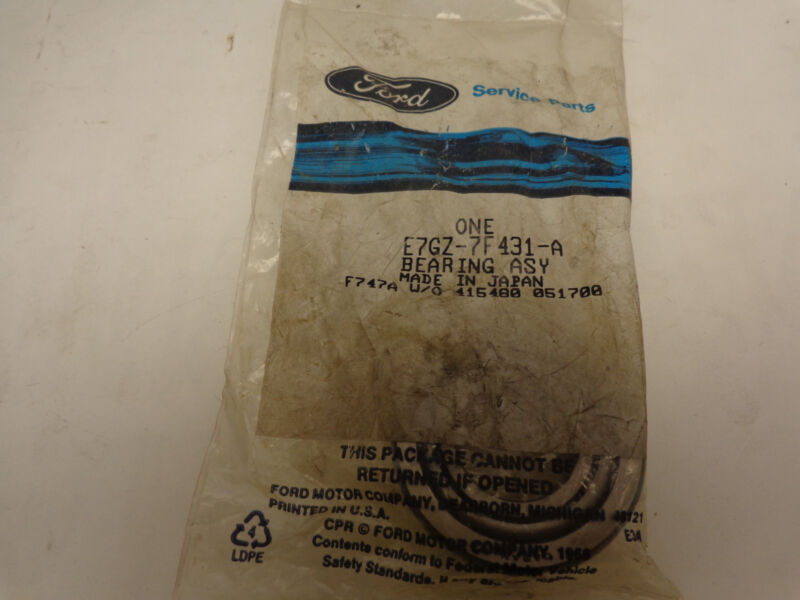 Ford Service Parts
ONE
E7GZ-7F431-A
BEARING ASY
MADE IN JAPAN
F747A W/O 415480 051700
THIS PACKAGE CANNOT BE
RETURNED IF OPENED
FORD MOTOR COMPANY, DEARBORN, MICHIGAN 48121
PRINTED IN U.S.A.
CPR © FORD MOTOR COMPANY,
Contents conform to Federal Motor Vehicle
Safety Standards.
4
LDPE